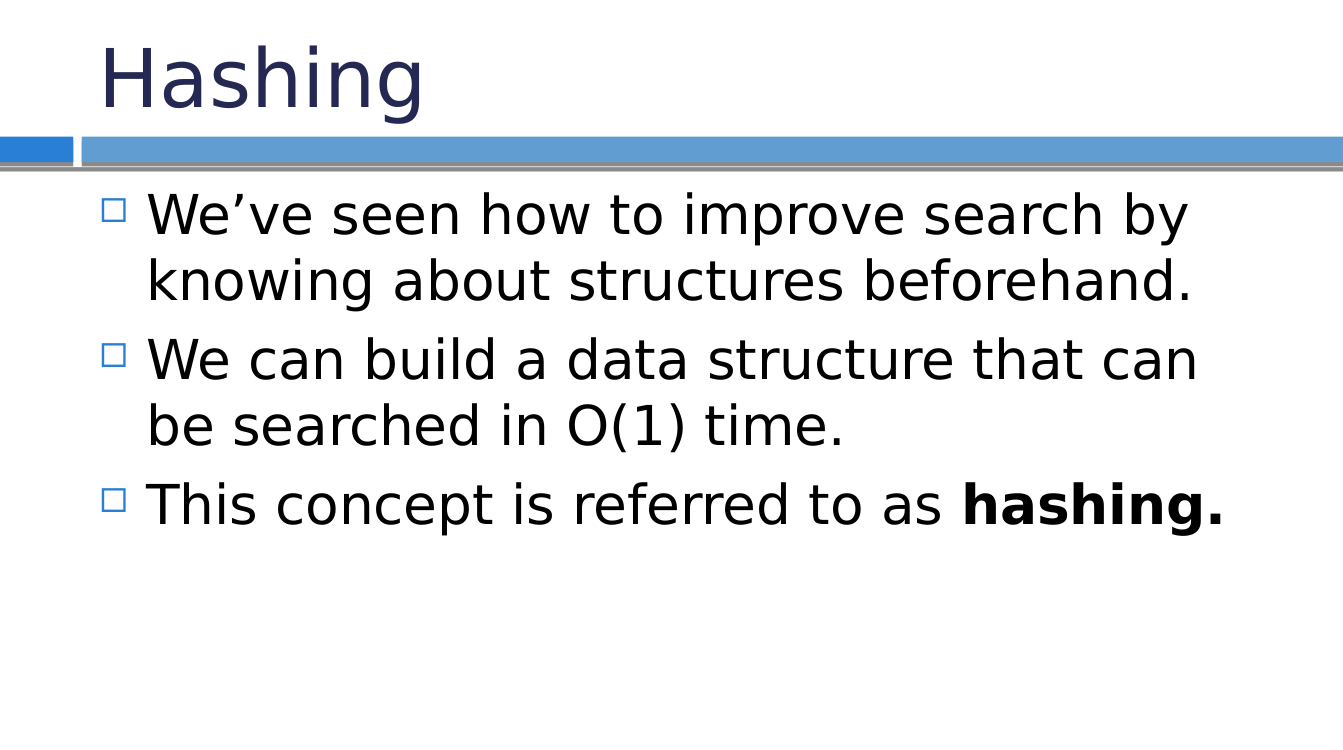 Hashing
We’ve seen how to improve search by
knowing about structures beforehand.
We can build a data structure that can
be searched in O(1) time.
This concept is referred to as hashing.